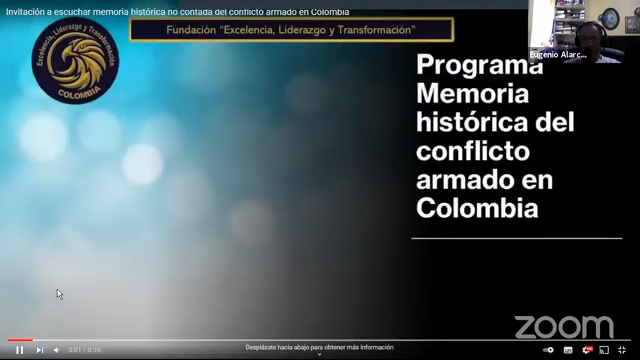 Invitación a escuchar memoria histórica no contada del conflicto armado en Colombia
Excelencia, Liderazgo y Transformación
COLOMBIA
Fundación "Excelencia, Liderazgo y Transformación"
Eugenio Alarc...
Programa
Memoria
histórica del
conflicto
armado en
Colombia
zoom
0:01 / 0:35
Desplázate hacia abajo para obtener más información